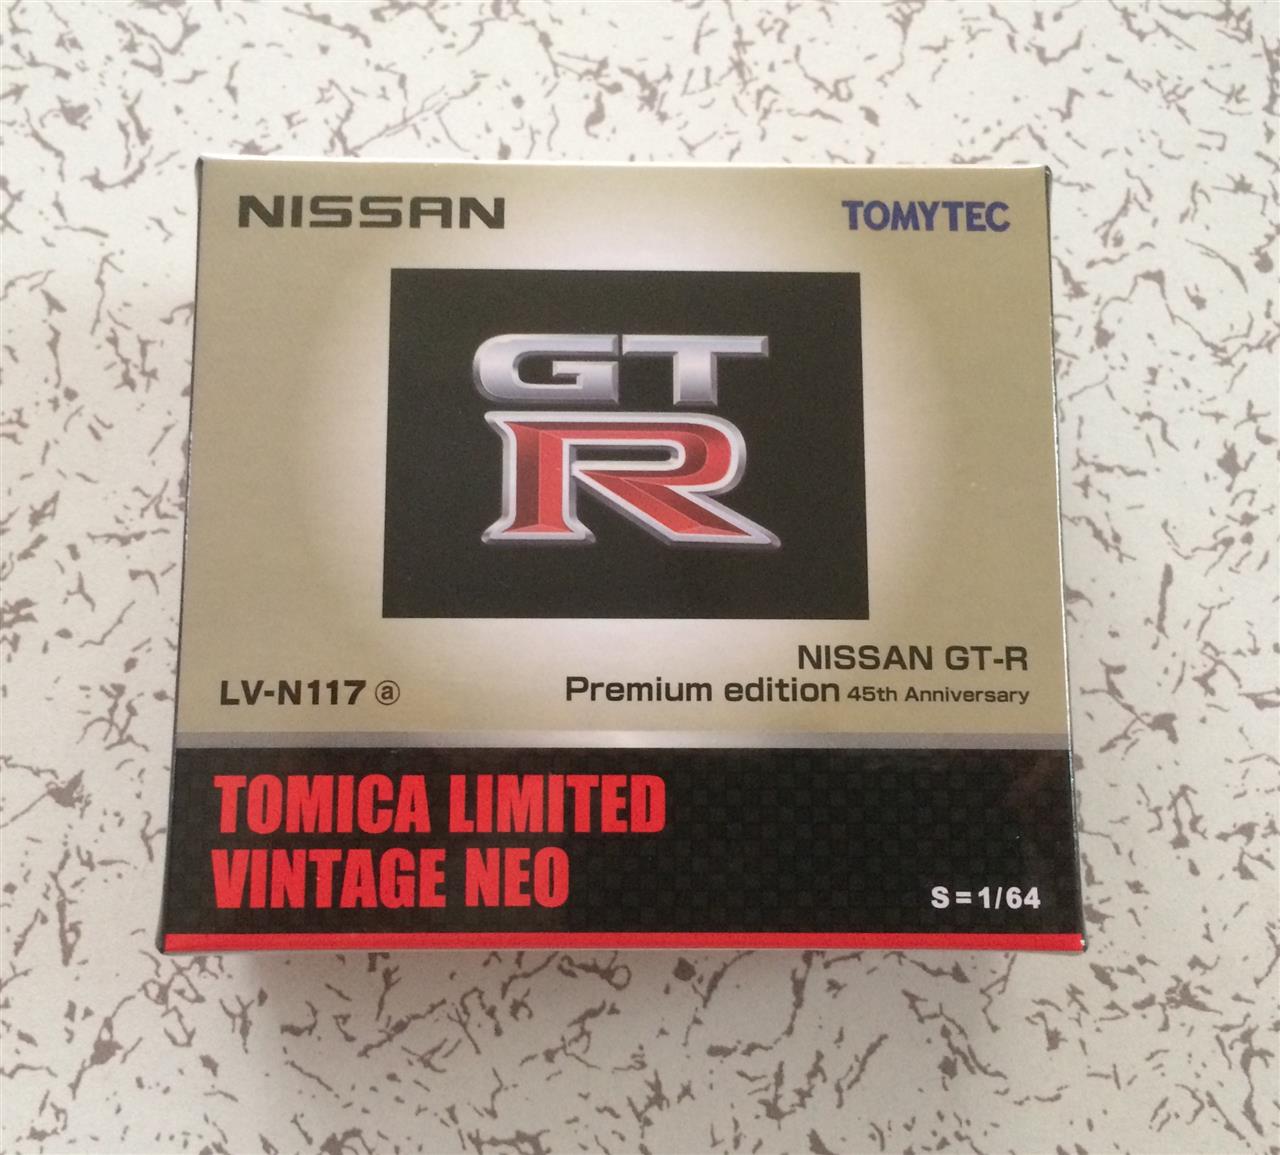 NISSAN
TOMYTEC
GT
R
NISSAN GT-R
LV-N117 ⓐ
Premium edition 45th Anniversary
TOMICA LIMITED
VINTAGE NEO
S=1/64